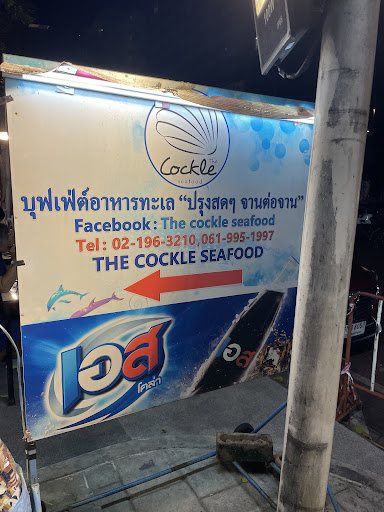 The
Cockle
seafood
บุฟเฟ่ต์อาหารทะเล “ปรุงสดๆ จานต่อจาน”
Facebook : The cockle seafood
Tel : 02-196-3210,061-995-1997
THE COCKLE SEAFOOD
เอส
โคล่า